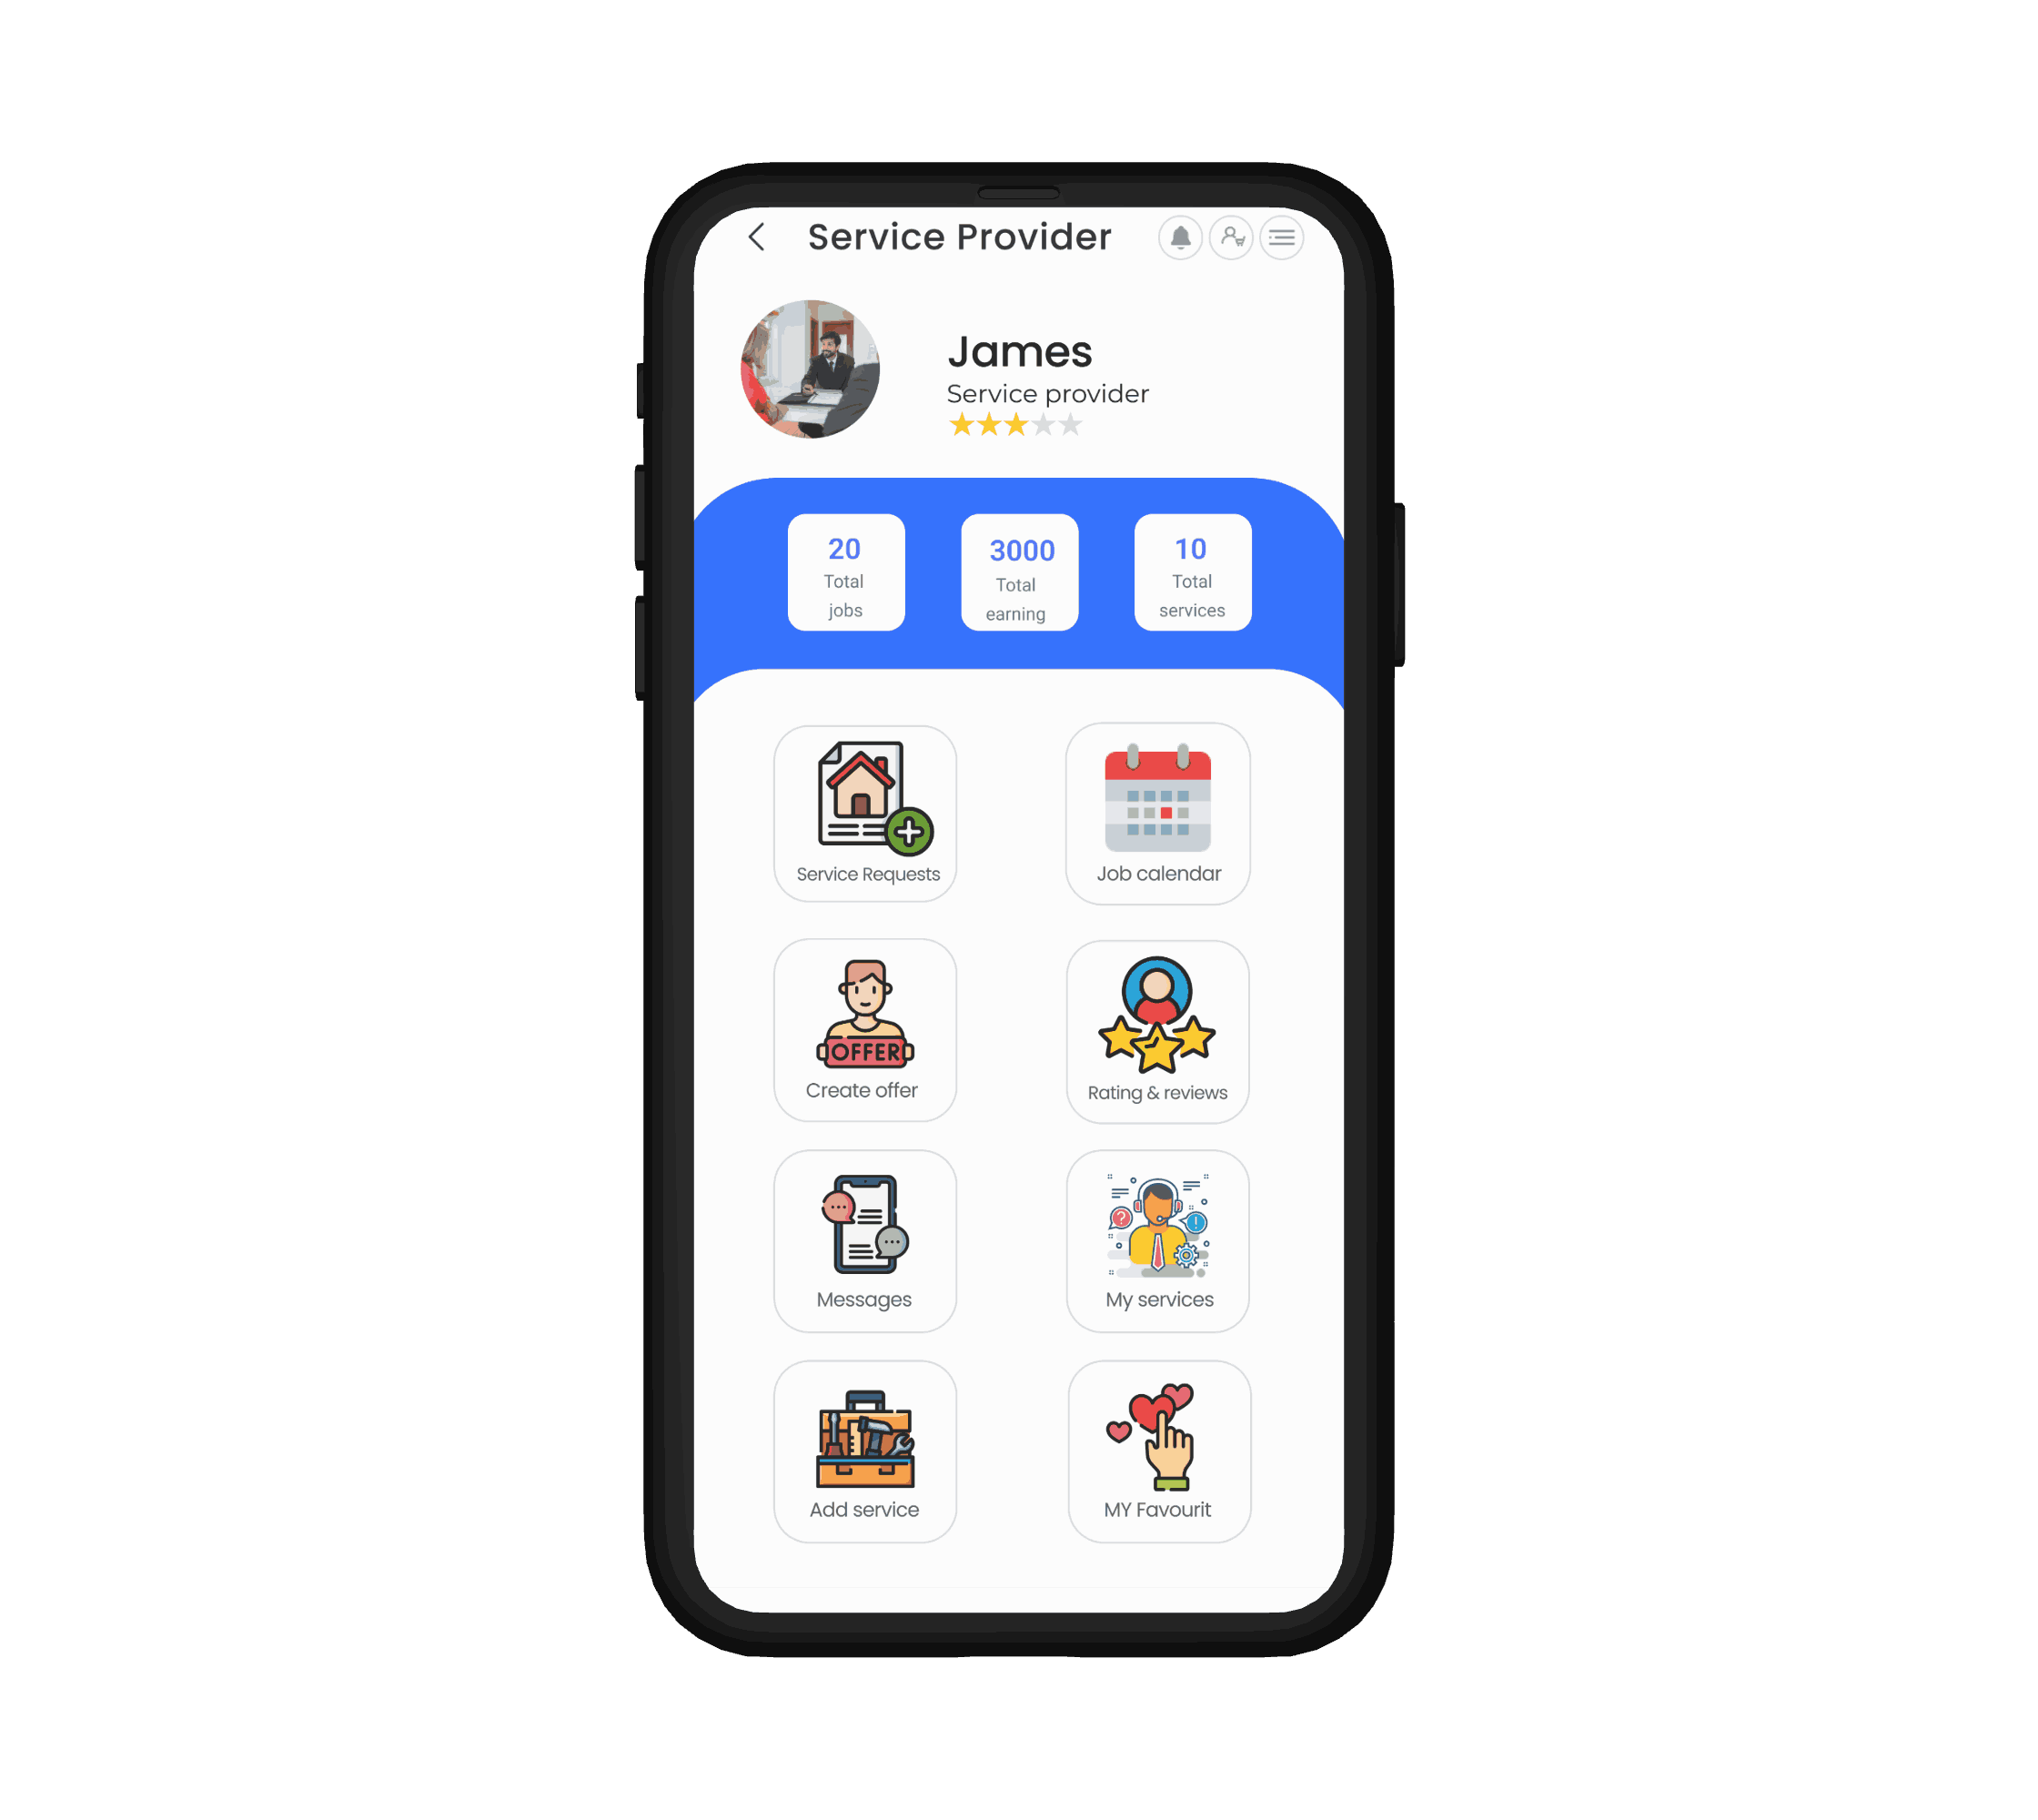 Service Provider
James
Service provider
20
Total
jobs
3000
Total
earning
10
Total
services
Service Requests
Job calendar
OFFER
Create offer
Rating & reviews
Messages
?
!
My services
Add service
MY Favourit